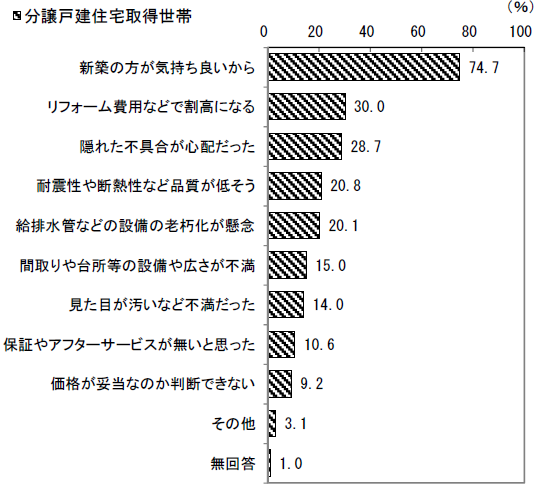 分譲戸建住宅取得世帯
(%)
0 20 40 60 80 100
新築の方が気持ち良いから 74.7
リフォーム費用などで割高になる 30.0
隠れた不具合が心配だった 28.7
耐震性や断熱性など品質が低そう 20.8
給排水管などの設備の老朽化が懸念 20.1
間取りや台所等の設備や広さが不満 15.0
見た目が汚いなど不満だった 14.0
保証やアフターサービスが無いと思った 10.6
価格が妥当なのか判断できない 9.2
その他 3.1
無回答 1.0